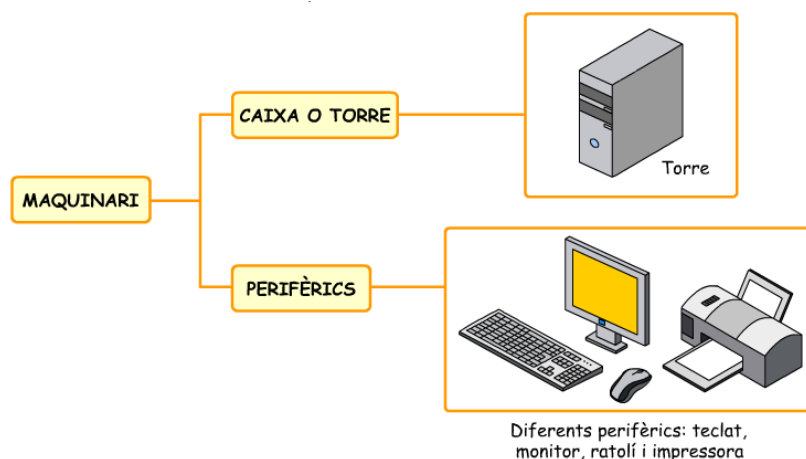 CAIXA O TORRE
Torre
MAQUINARI
PERIFÈRICS
Diferents perifèrics: teclat,
monitor, ratolí i impressora